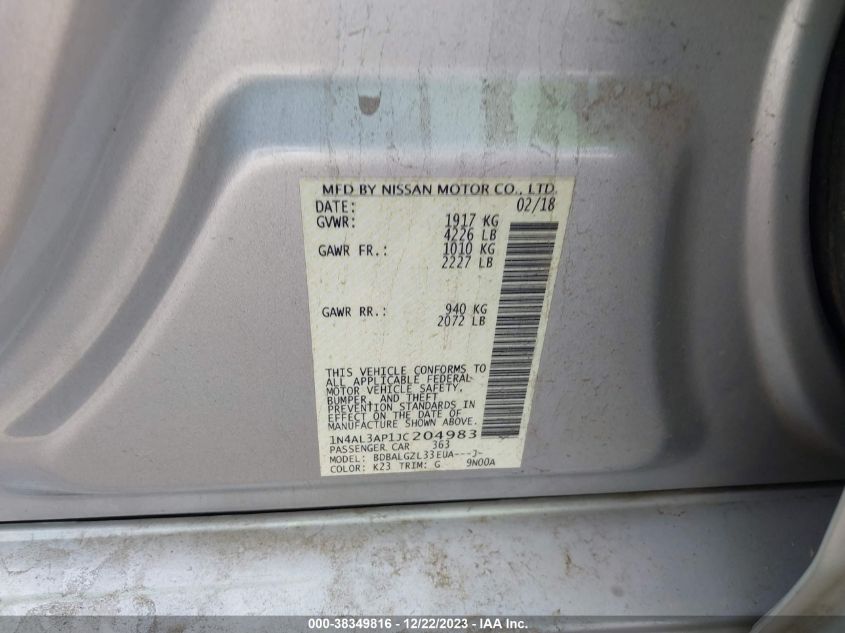 MFD BY NISSAN MOTOR CO., LTD.
DATE: 02/18
GVWR: 1917 KG
4226 LB
GAWR FR.: 1010 KG
2227 LB
GAWR RR.: 940 KG
2072 LB
THIS VEHICLE CONFORMS TO
ALL APPLICABLE FEDERAL
MOTOR VEHICLE SAFETY,
BUMPER, AND THEFT
PREVENTION STANDARDS IN
EFFECT ON THE DATE OF
MANUFACTURE SHOWN ABOVE.
1N4AL3AP1JC204983
PASSENGER CAR 363
MODEL: BDBALGZL33EUA---J-
COLOR: K23 TRIM: G 9N00A
000-38349816 - 12/22/2023 - IAA Inc.